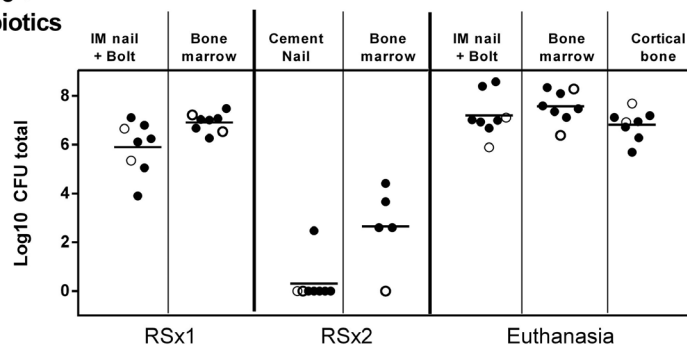 IM nail
+ Bolt
Bone
marrow
Cement
Nail
Bone
marrow
IM nail
+ Bolt
Bone
marrow
Cortical
bone
Log10 CFU total
8
6
4
2
0
RSx1
RSx2
Euthanasia